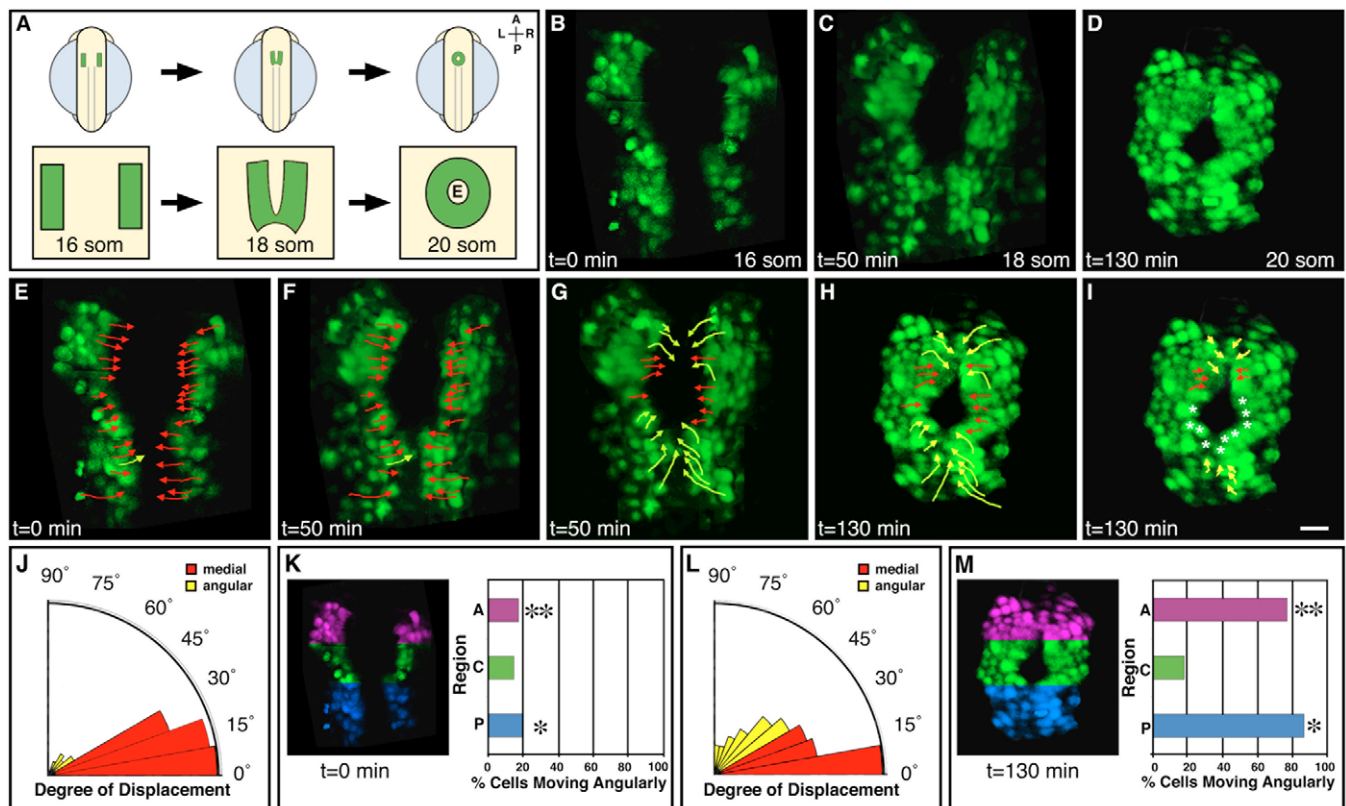 A
A
L R
P
16 som
18 som
20 som
E
B
t=0 min
16 som
C
t=50 min
18 som
D
t=130 min
20 som
E
t=0 min
F
t=50 min
G
t=50 min
H
t=130 min
I
* * * * * * * * *
t=130 min
J
90° 75° 60° 45° 30° 15° 0°
medial
angular
Degree of Displacement
K
t=0 min
Region
A **
C
P *
0 20 40 60 80 100
% Cells Moving Angularly
L
90° 75° 60° 45° 30° 15° 0°
medial
angular
Degree of Displacement
M
t=130 min
Region
A **
C
P *
0 20 40 60 80 100
% Cells Moving Angularly